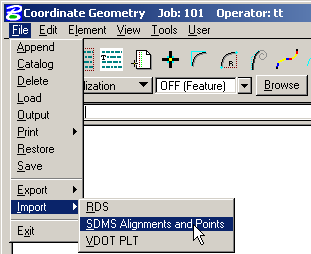 Coordinate Geometry Job: 101 Operator: tt
File Edit Element View Tools User
Append
Catalog
Delete
Load
Output
Print
Restore
Save
Export
Import
Exit
lization OFF (Feature) Browse
RDS
SDMS Alignments and Points
VDOT PLT